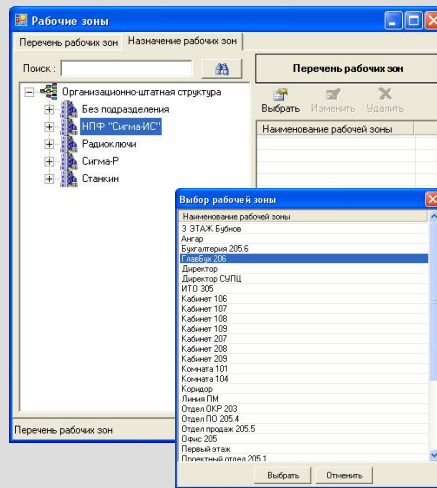 Рабочие зоны
Перечень рабочих зон Назначение рабочих зон
Поиск :
Организационно-штатная структура
Без подразделения
НПФ "Сигма-ИС"
Радиоключи
Сигма-Р
Станкин
Перечень рабочих зон
Выбрать Изменить Удалить
Наименование рабочей зоны
Выбор рабочей зоны
Наименование рабочей зоны
3 ЭТАЖ Бубнов
Ангар
Бухгалтерия 205.6
ГлавБух 206
Директор
Директор СУПЦ
ИТО 305
Кабинет 106
Кабинет 107
Кабинет 108
Кабинет 109
Кабинет 207
Кабинет 208
Кабинет 209
Комната 101
Комната 104
Коридор
Линия ПМ
Отдел ОКР 203
Отдел ПО 205.4
Отдел продаж 205.5
Офис 205
Первый этаж
Проектный отдел 205.1
Выбрать Отменить
Перечень рабочих зон